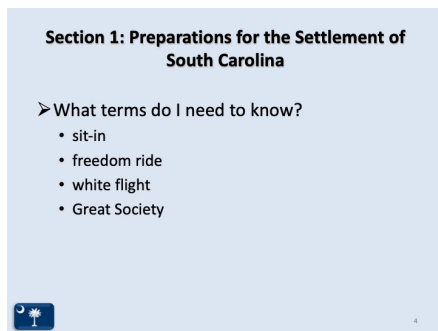 Section 1: Preparations for the Settlement of
South Carolina
➢What terms do I need to know?
• sit-in
• freedom ride
• white flight
• Great Society
4